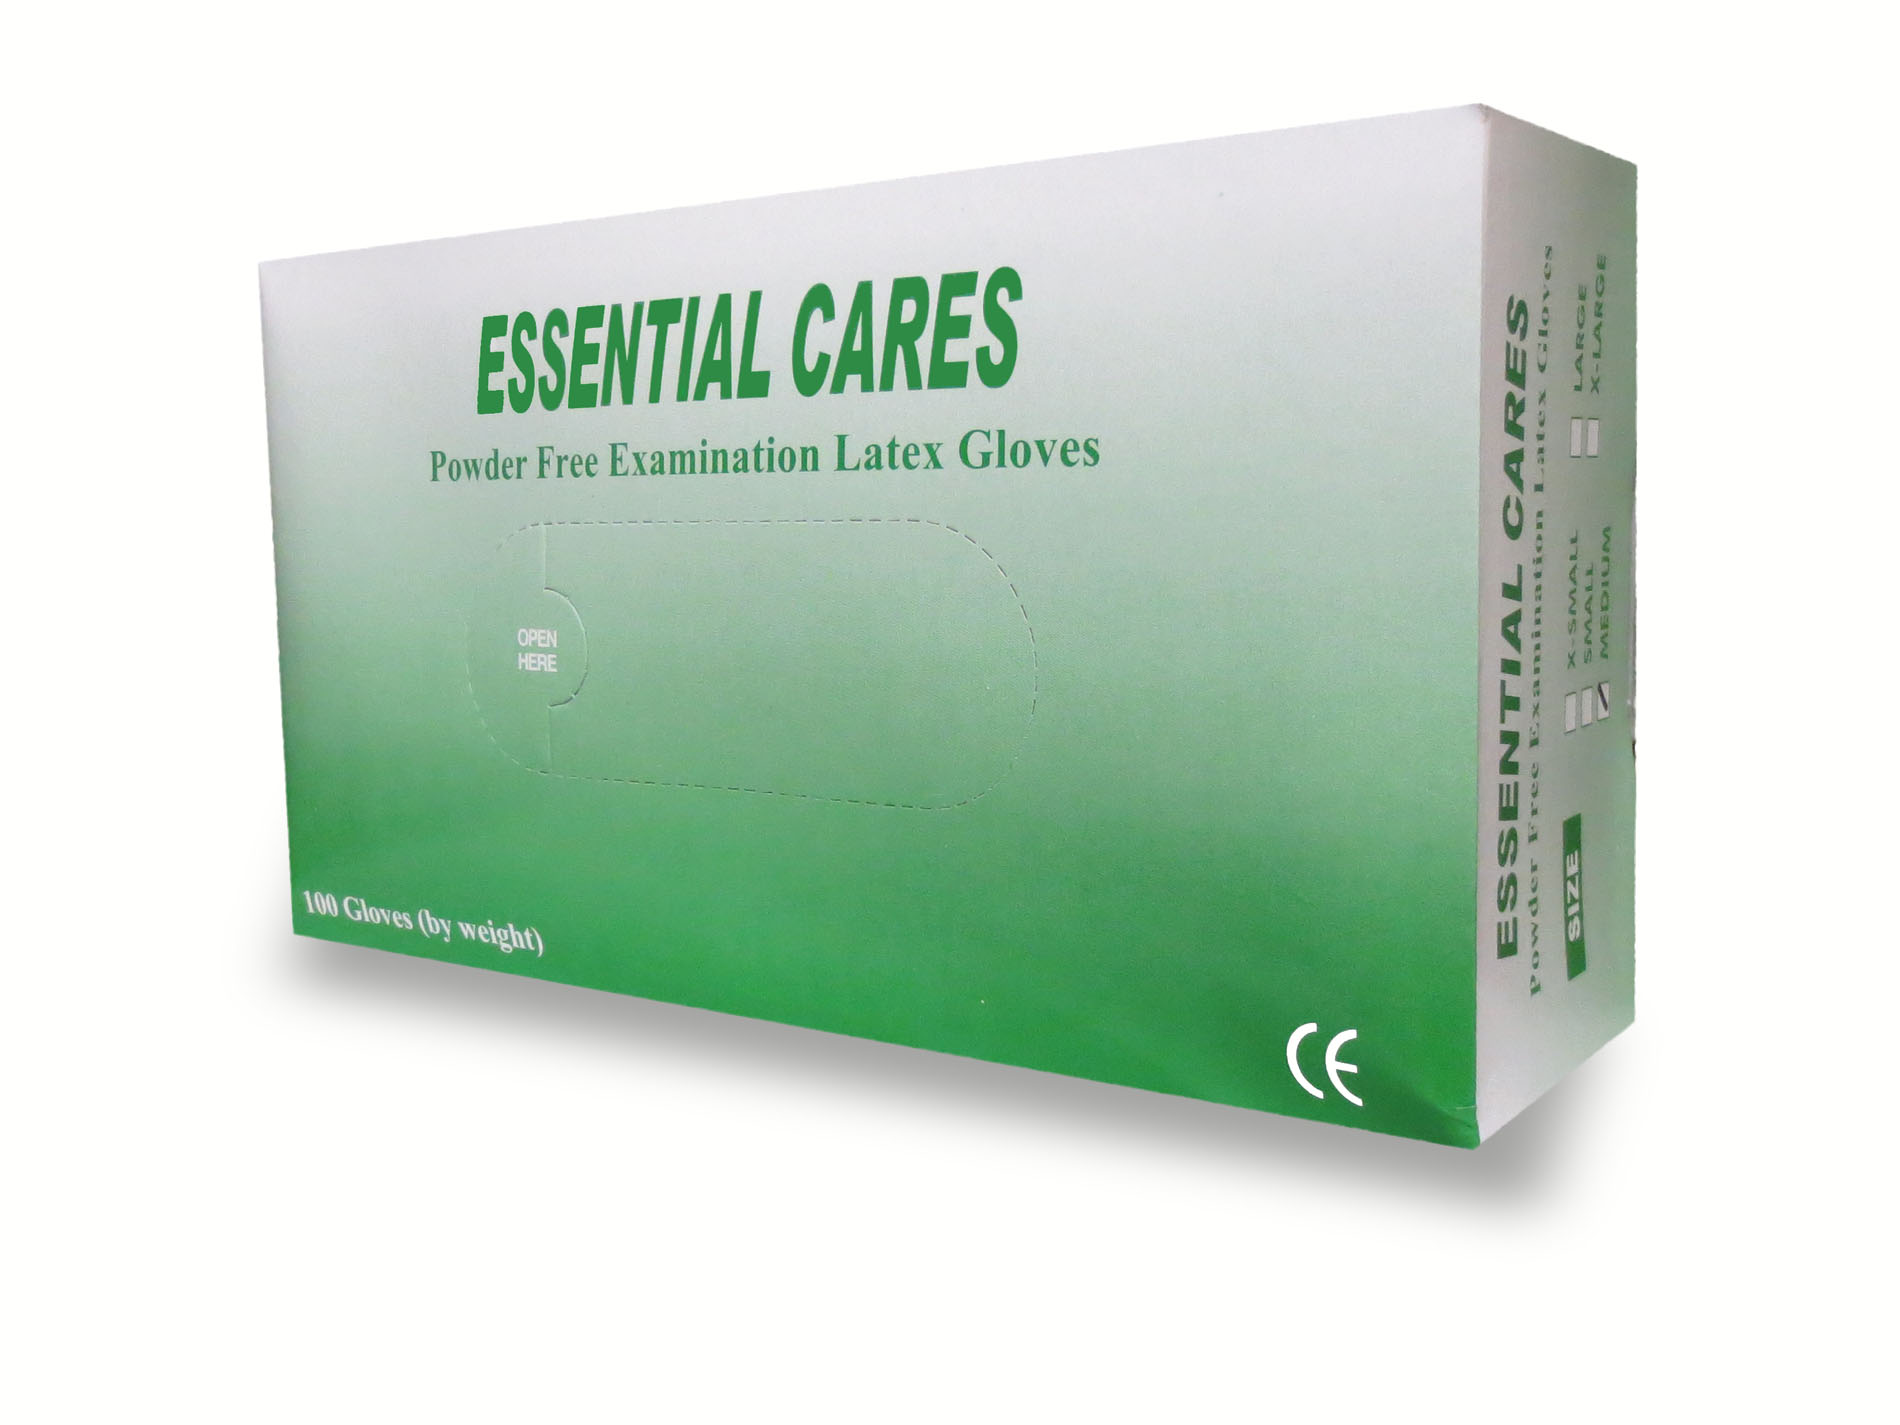 ESSENTIAL CARES
Powder Free Examination Latex Gloves
OPEN
HERE
100 Gloves (by weight)
CE
ESSENTIAL CARES
Powder Free Examination Latex Gloves
SIZE
X-SMALL
SMALL
MEDIUM
LARGE
X-LARGE